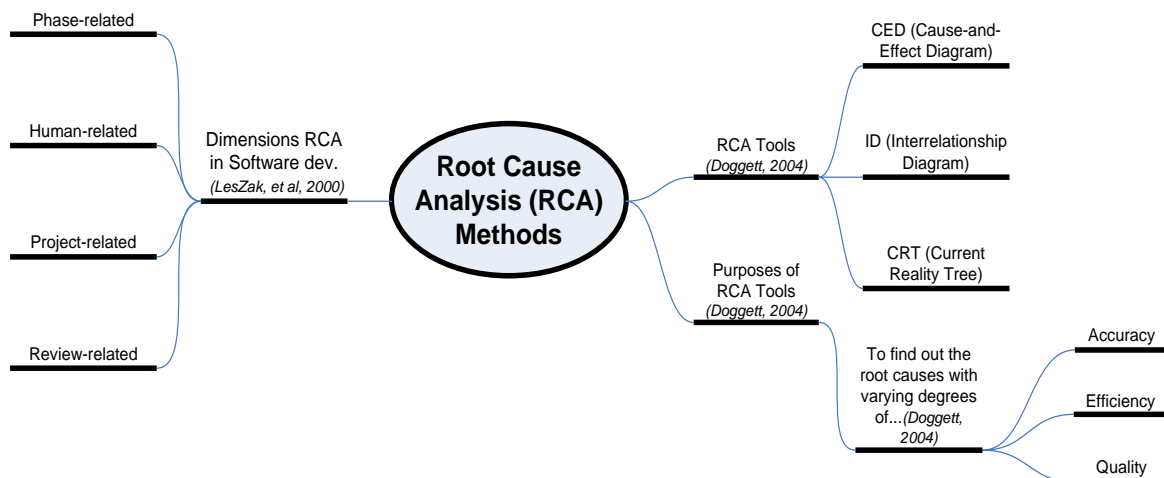 Phase-related
Human-related
Project-related
Review-related
Dimensions RCA
in Software dev.
(LesZak, et al, 2000)
Root Cause
Analysis (RCA)
Methods
RCA Tools
(Doggett, 2004)
CED (Cause-and-
Effect Diagram)
ID (Interrelationship
Diagram)
CRT (Current
Reality Tree)
Purposes of
RCA Tools
(Doggett, 2004)
To find out the
root causes with
varying degrees
of...(Doggett,
2004)
Accuracy
Efficiency
Quality